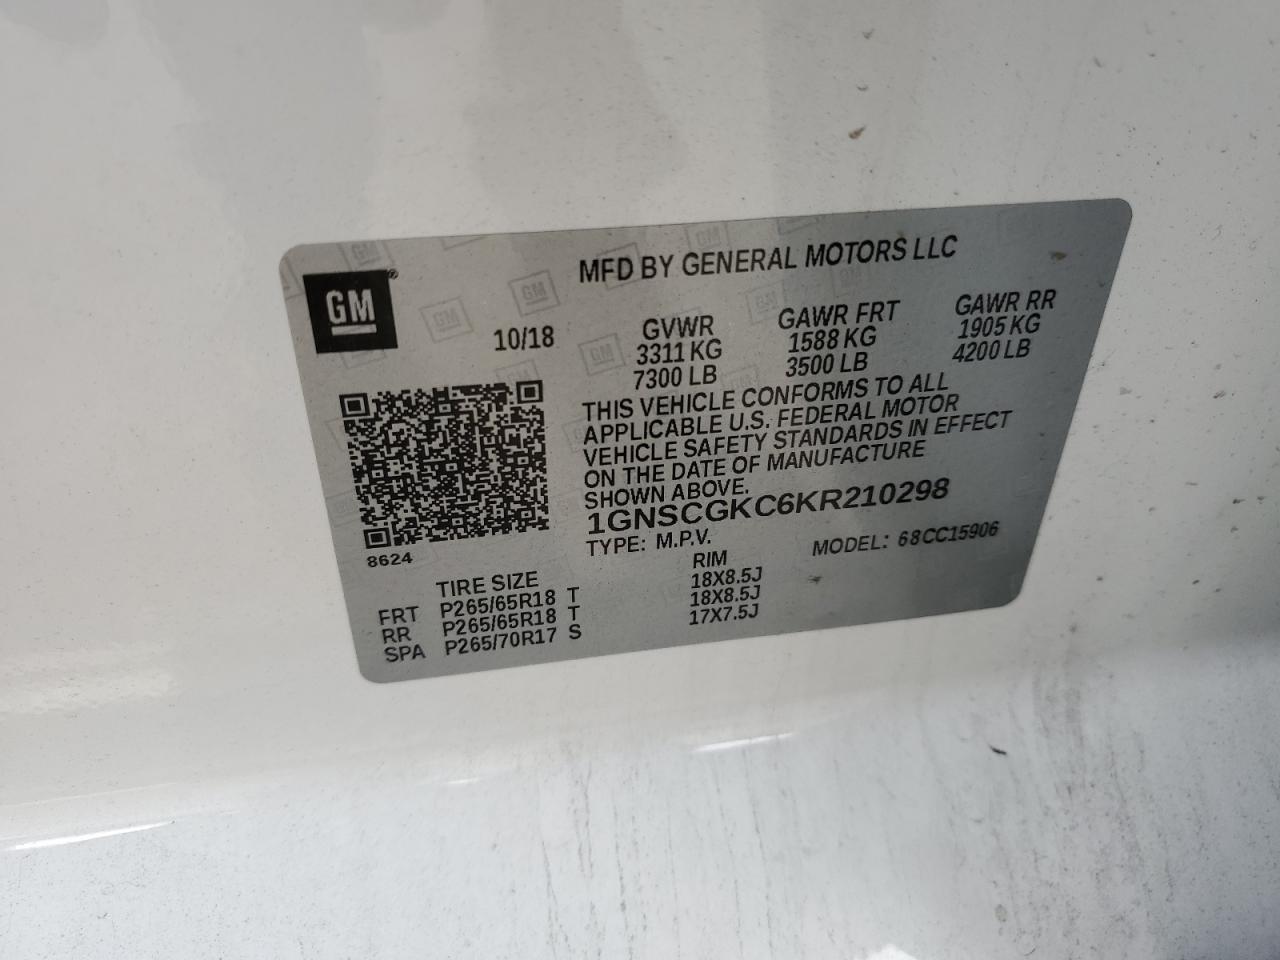 GM®
MFD BY GENERAL MOTORS LLC
10/18
GVWR
3311 KG
7300 LB
GAWR FRT
1588 KG
3500 LB
GAWR RR
1905 KG
4200 LB
THIS VEHICLE CONFORMS TO ALL
APPLICABLE U.S. FEDERAL MOTOR
VEHICLE SAFETY STANDARDS IN EFFECT
ON THE DATE OF MANUFACTURE
SHOWN ABOVE.
1GNSCGKC6KR210298
TYPE: M.P.V.
MODEL: 68CC15906
8624
TIRE SIZE RIM
FRT P265/65R18 T 18X8.5J
RR P265/65R18 T 18X8.5J
SPA P265/70R17 S 17X7.5J